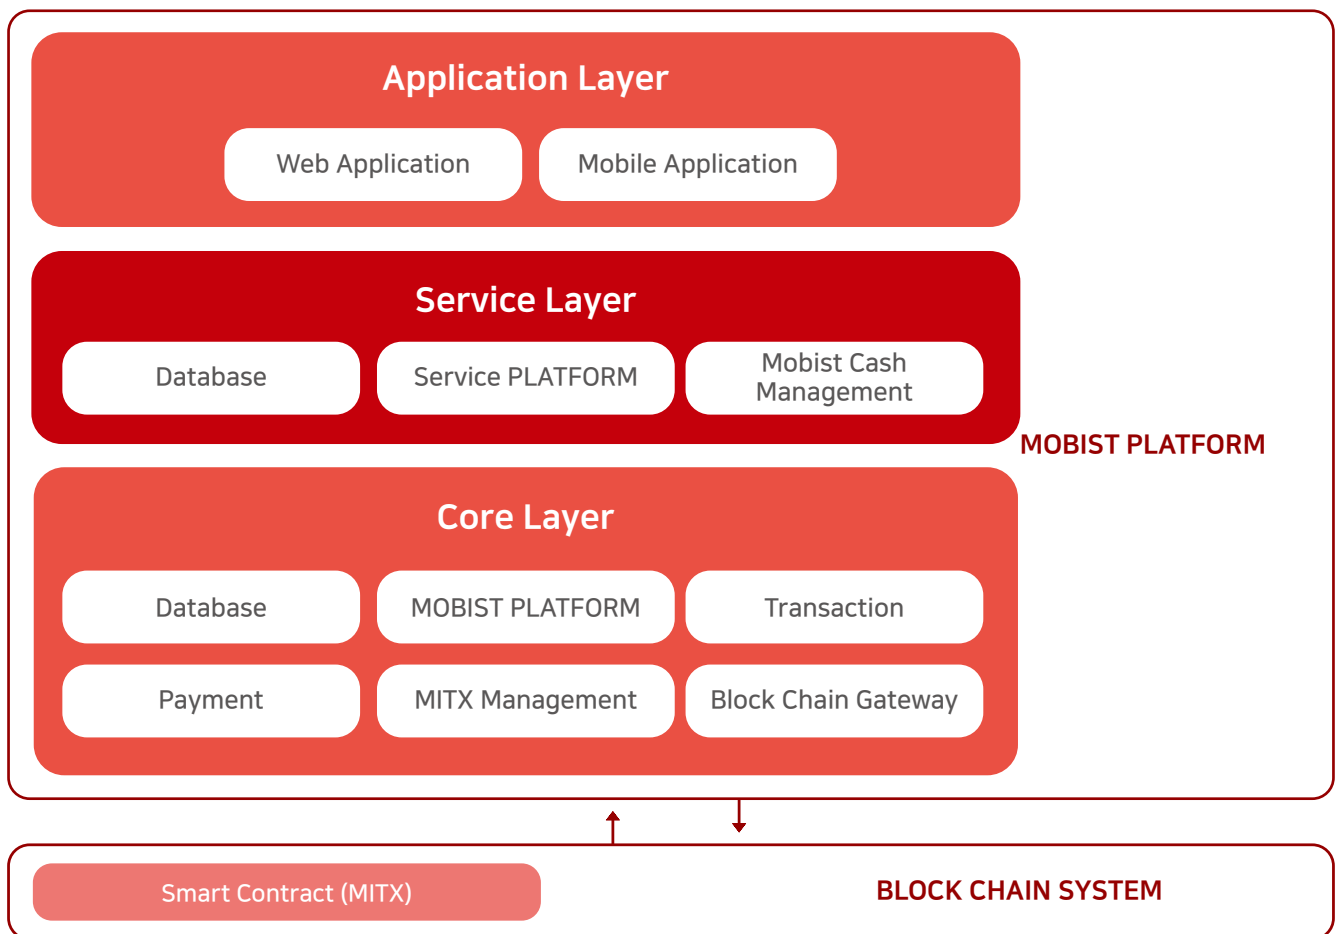 Application Layer
Web Application
Mobile Application
Service Layer
Database
Service PLATFORM
Mobist Cash
Management
MOBIST PLATFORM
Core Layer
Database
MOBIST PLATFORM
Transaction
Payment
MITX Management
Block Chain Gateway
Smart Contract (MITX)
BLOCK CHAIN SYSTEM